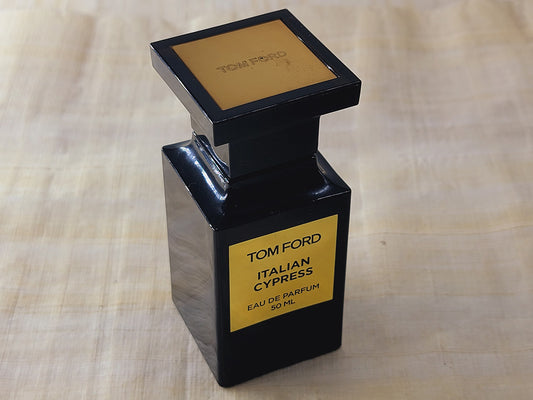 TOM FORD
TOM FORD
ITALIAN
CYPRESS
EAU DE PARFUM
50 ML